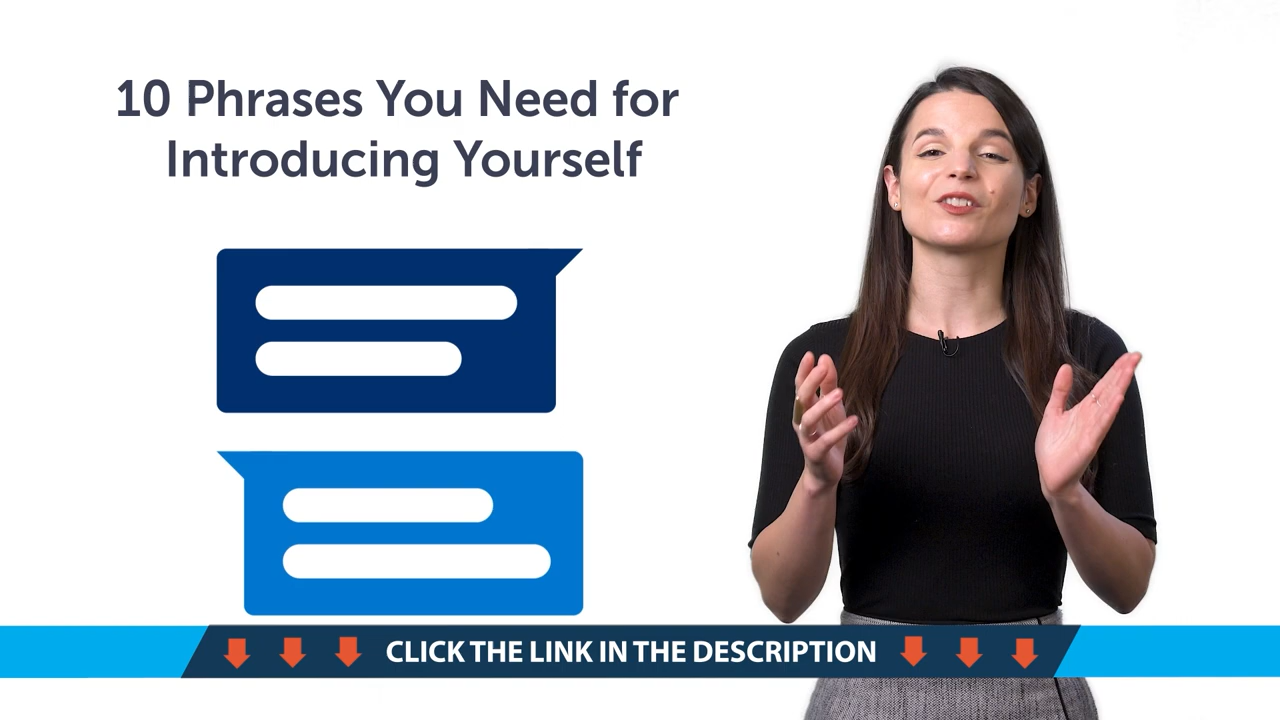 10 Phrases You Need for
Introducing Yourself
CLICK THE LINK IN THE DESCRIPTION